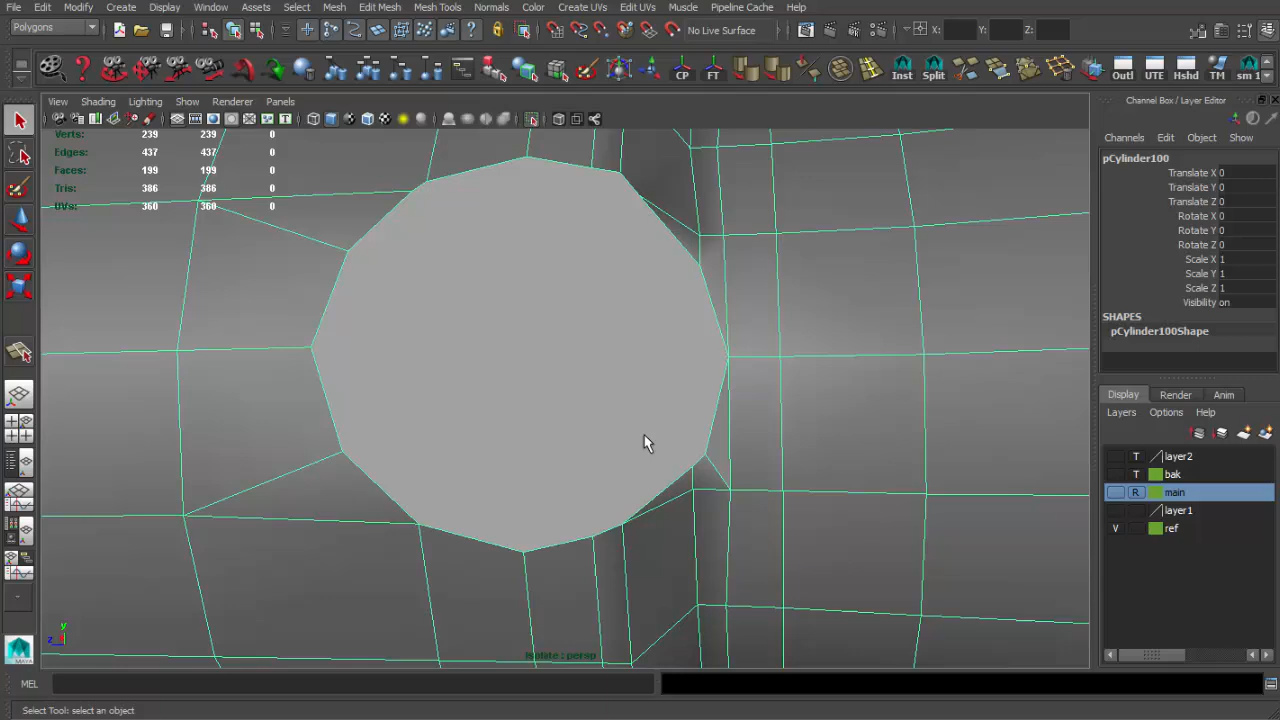 File Edit Modify Create Display Window Assets Select Mesh Edit Mesh Mesh Tools Normals Color Create UVs Edit UVs Muscle Pipeline Cache Help
Polygons No Live Surface X: Y: Z:
CP FT Inst Split Outl UTE Hshd TM sm 1
View Shading Lighting Show Renderer Panels
Channel Box / Layer Editor
Channels Edit Object Show
Verts: 239 239 0
Edges: 437 437 0
Faces: 199 199 0
Tris: 386 386 0
UVs: 360 360 0
pCylinder100
Translate X 0
Translate Y 0
Translate Z 0
Rotate X 0
Rotate Y 0
Rotate Z 0
Scale X 1
Scale Y 1
Scale Z 1
Visibility on
SHAPES
pCylinder100Shape
Display Render Anim
Layers Options Help
T layer2
T bak
R main
layer1
V ref
y
z
Isolate : persp
MEL
Select Tool: select an object